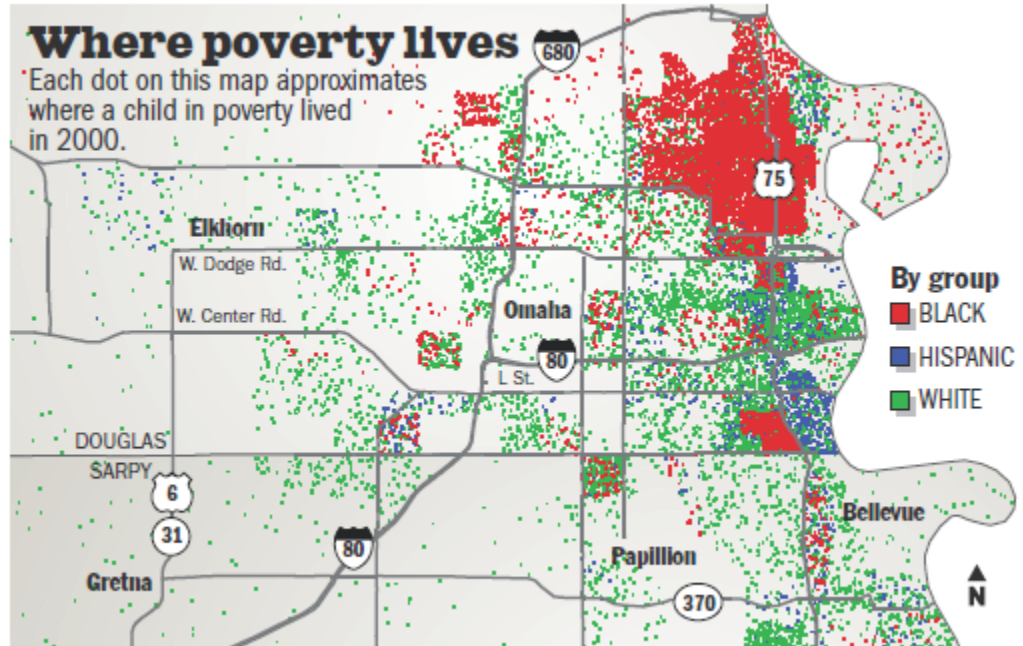 Where poverty lives
Each dot on this map approximates
where a child in poverty lived
in 2000.
680
75
Elkhorn
W. Dodge Rd.
By group
BLACK
HISPANIC
WHITE
W. Center Rd.
Omaha
80
L St.
DOUGLAS
SARPY
6
31
80
Bellevue
Papillion
Gretna
370
N